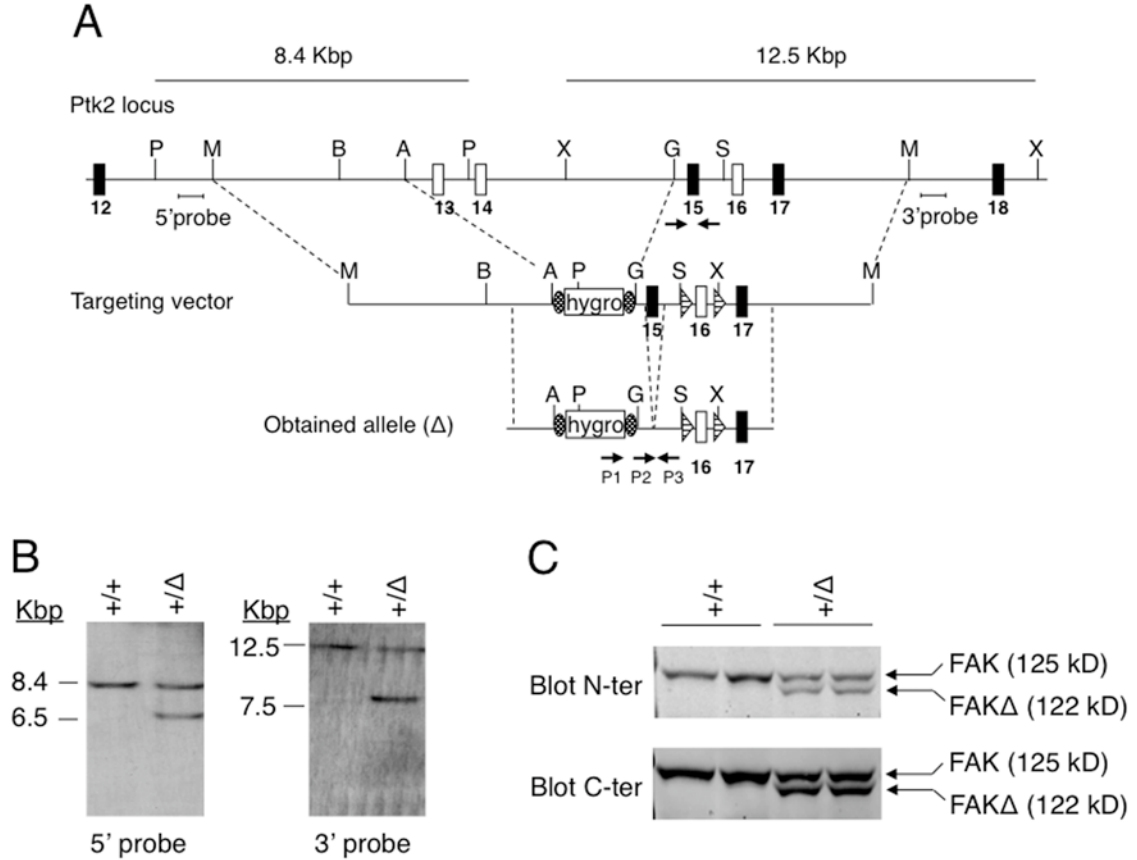 A
8.4 Kbp 12.5 Kbp
Ptk2 locus
P M B A P X G S M X
12 13 14 15 16 17 18
5'probe 3'probe
M B A P G S X M
Targeting vector hygro
15 16 17
A P G S X
Obtained allele (Δ) hygro
16 17
P1 P2 P3
B
Kbp +/+ +/Δ
8.4
6.5
5' probe
Kbp +/+ +/Δ
12.5
7.5
3' probe
C
+/+ +/Δ
Blot N-ter
FAK (125 kD)
FAKΔ (122 kD)
Blot C-ter
FAK (125 kD)
FAKΔ (122 kD)